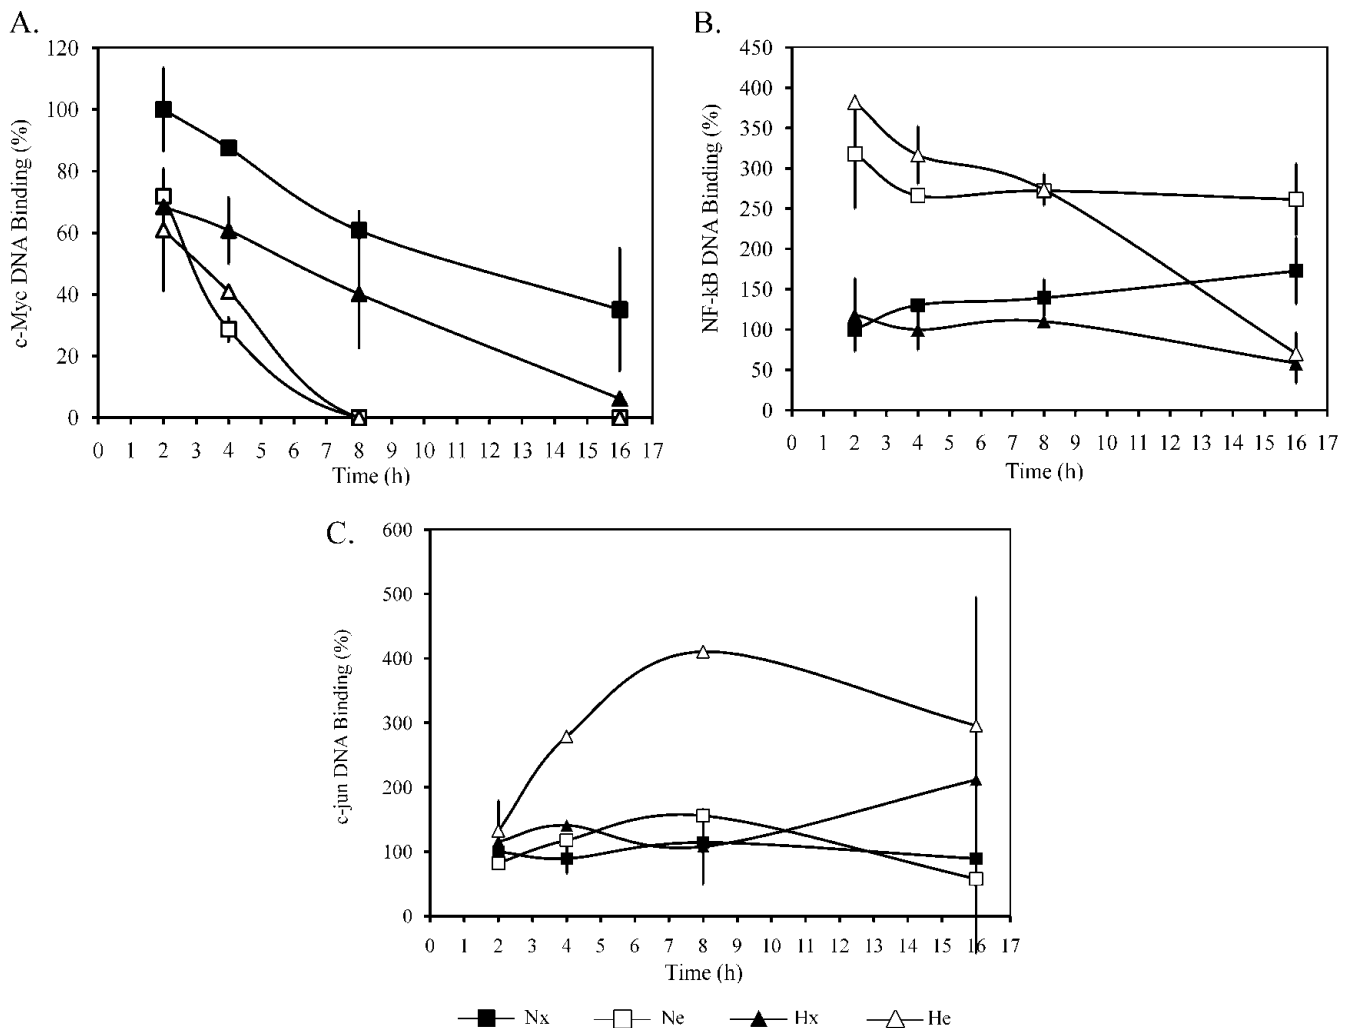 A.
120
100
80
60
40
20
0
c-Myc DNA Binding (%)
0 1 2 3 4 5 6 7 8 9 10 11 12 13 14 15 16 17
Time (h)
B.
450
400
350
300
250
200
150
100
50
0
NF-kB DNA Binding (%)
0 1 2 3 4 5 6 7 8 9 10 11 12 13 14 15 16 17
Time (h)
C.
600
500
400
300
200
100
0
c-jun DNA Binding (%)
0 1 2 3 4 5 6 7 8 9 10 11 12 13 14 15 16 17
Time (h)
Nx Ne Hx He